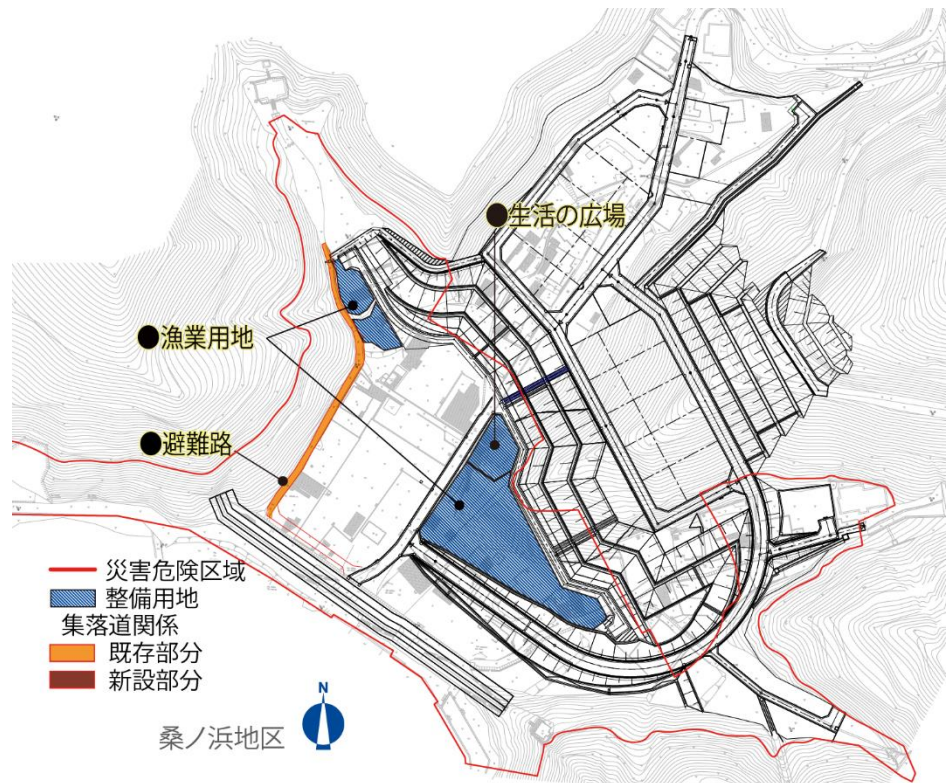 ●生活の広場
●漁業用地
●避難路
災害危険区域
整備用地
集落道関係
既存部分
新設部分
N
桑ノ浜地区